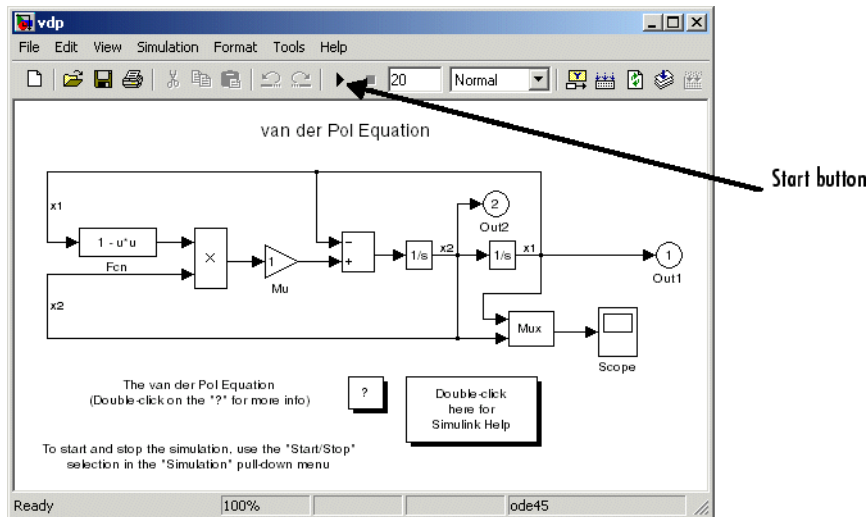 vdp
File Edit View Simulation Format Tools Help
20 Normal
van der Pol Equation
Start button
x1
1 - u*u
Fcn
×
1
Mu
−
+
1/s
x2
2
Out2
1/s
x1
1
Out1
x2
Mux
Scope
The van der Pol Equation
(Double-click on the "?" for more info)
?
Double-click
here for
Simulink Help
To start and stop the simulation, use the "Start/Stop"
selection in the "Simulation" pull-down menu
Ready 100% ode45